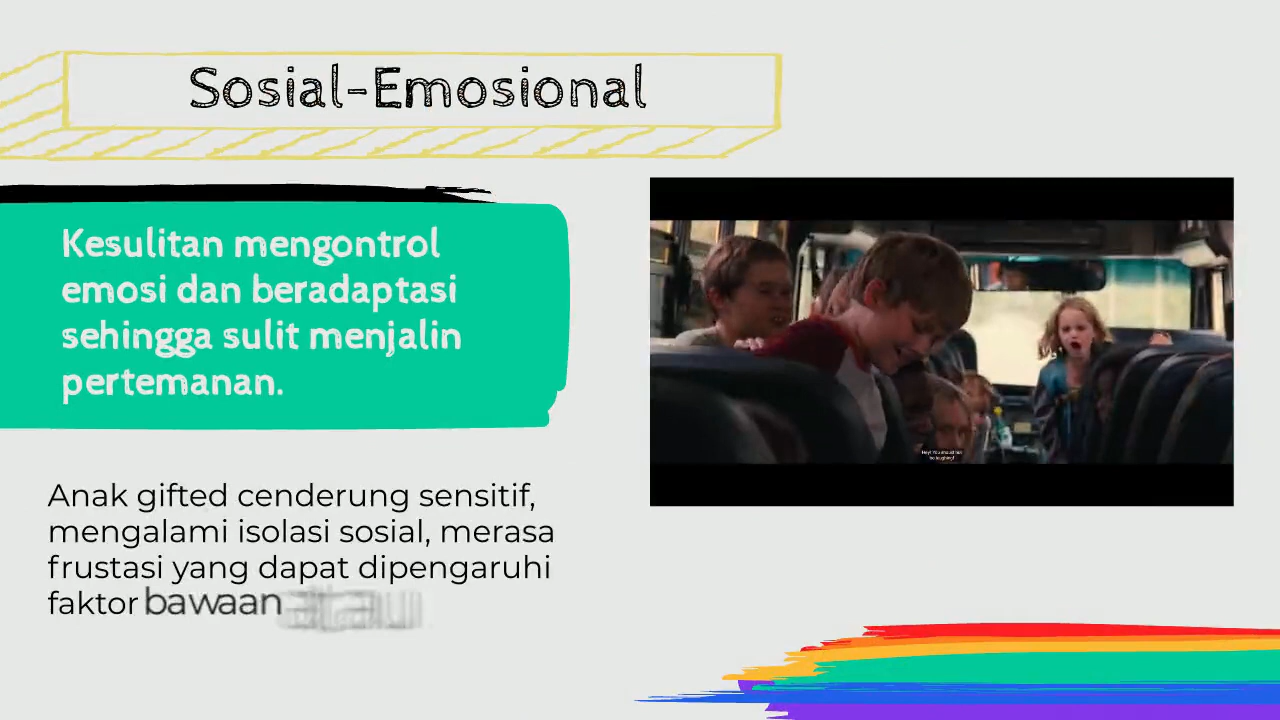 Sosial-Emosional
Kesulitan mengontrol
emosi dan beradaptasi
sehingga sulit menjalin
pertemanan.
Anak gifted cenderung sensitif,
mengalami isolasi sosial, merasa
frustasi yang dapat dipengaruhi
faktor bawaan atau